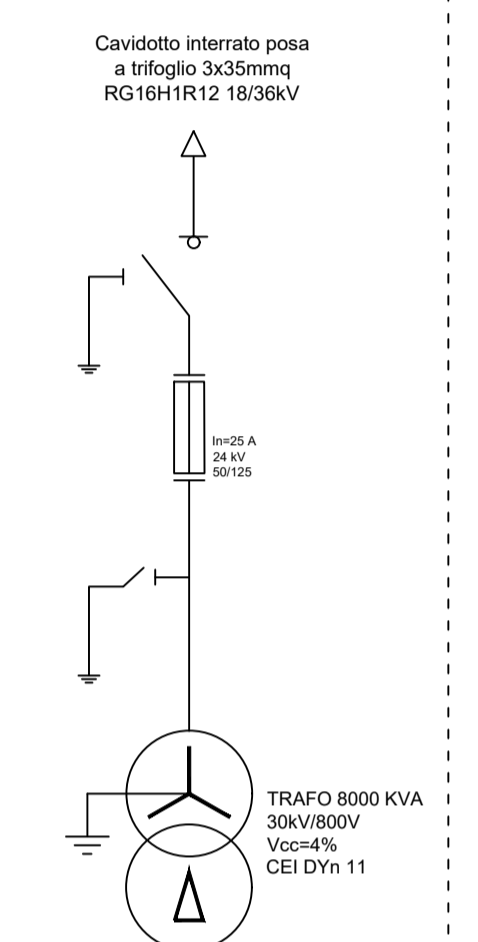 Cavidotto interrato posa
a trifoglio 3x35mmq
RG16H1R12 18/36kV
In=25 A
24 kV
50/125
TRAFO 8000 KVA
30kV/800V
Vcc=4%
CEI DYn 11